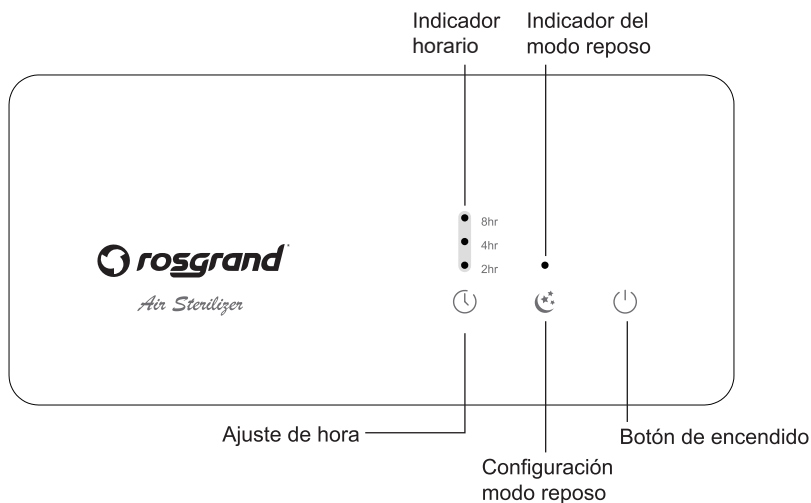 Indicador
horario
Indicador del
modo reposo
8hr
4hr
2hr
rosgrand
Air Sterilizer
Ajuste de hora
Botón de encendido
Configuración
modo reposo